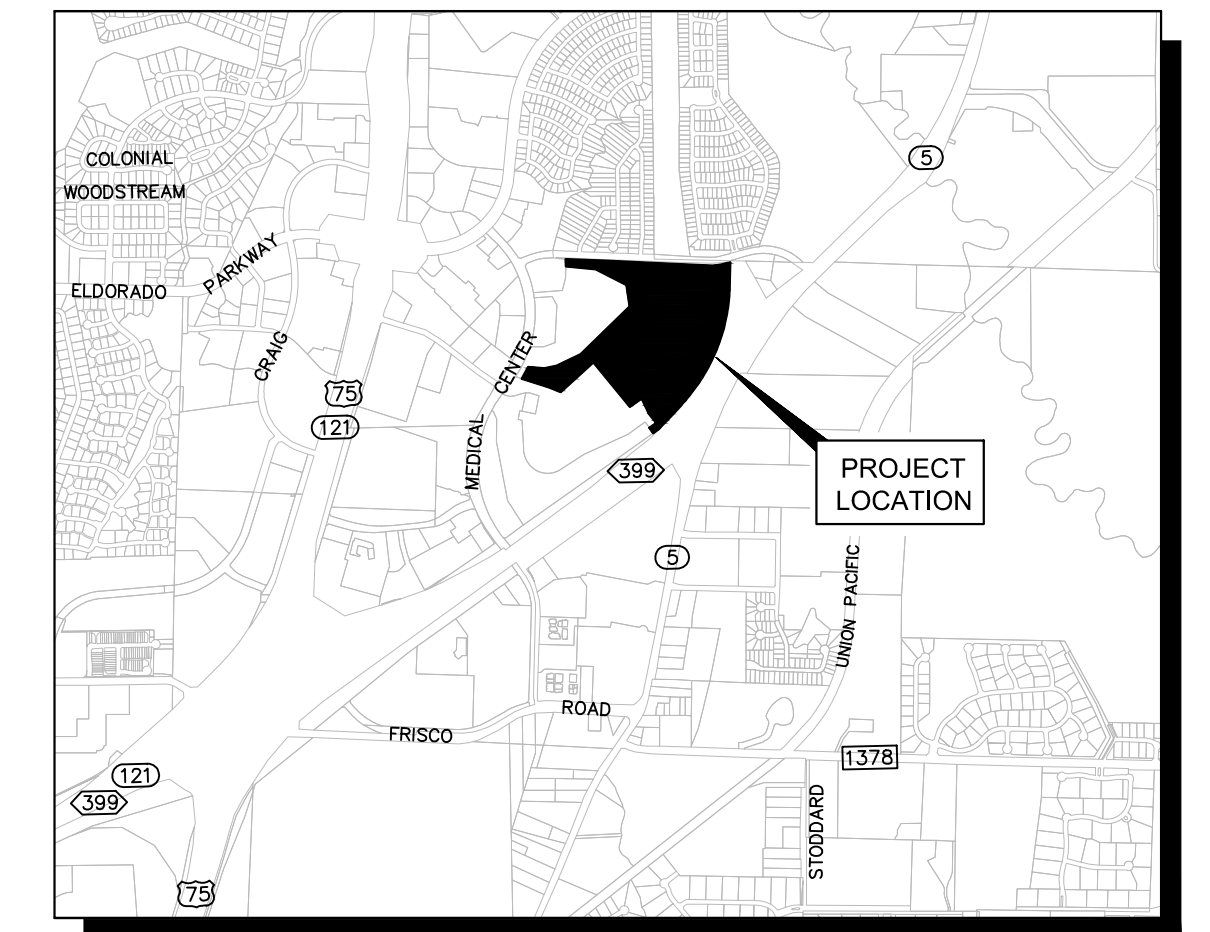 COLONIAL
WOODSTREAM
5
PARKWAY
ELDORADO
CRAIG
CENTER
75
121
MEDICAL
399
PROJECT
LOCATION
5
UNION PACIFIC
ROAD
FRISCO
1378
121
399
STODDARD
75